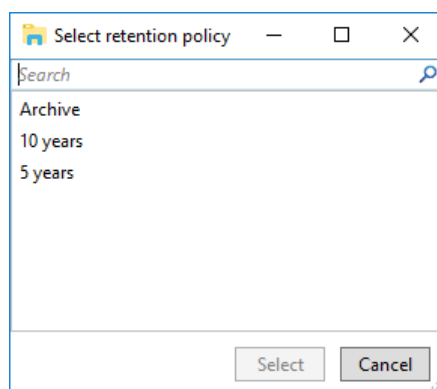 Select retention policy
Search
Archive
10 years
5 years
Select
Cancel